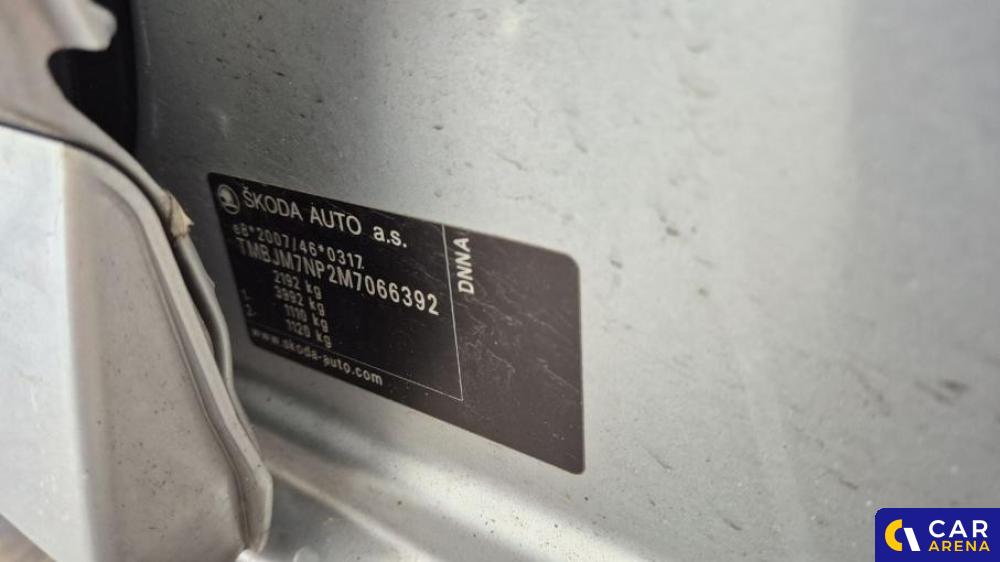 ŠKODA AUTO a.s.
e8*2007/46*0317
TMBJM7NP2M7066392
2192 kg
3992 kg
1- 1110 kg
2- 1120 kg
www.skoda-auto.com
DNNA
CAR
ARENA